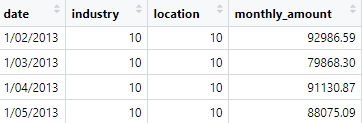 date industry location monthly_amount
1/02/2013 10 10 92986.59
1/03/2013 10 10 79868.30
1/04/2013 10 10 91130.87
1/05/2013 10 10 88075.09